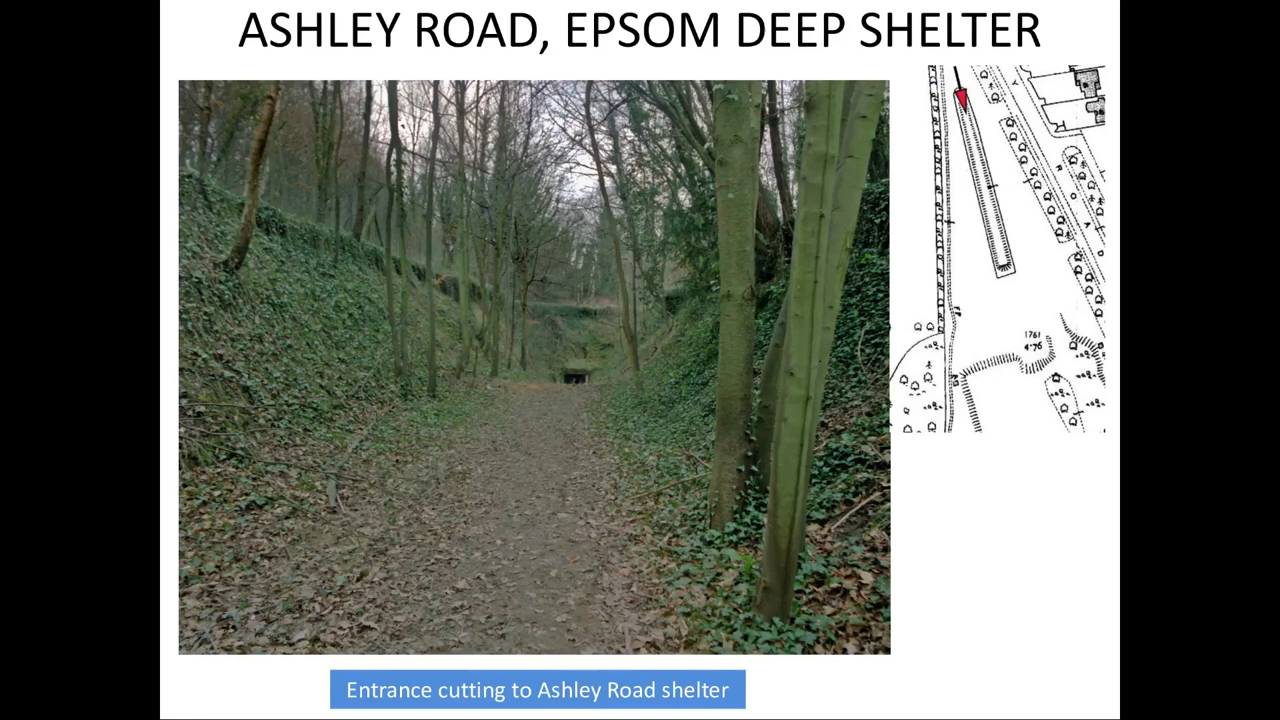 ASHLEY ROAD, EPSOM DEEP SHELTER
1761
4·76
Entrance cutting to Ashley Road shelter